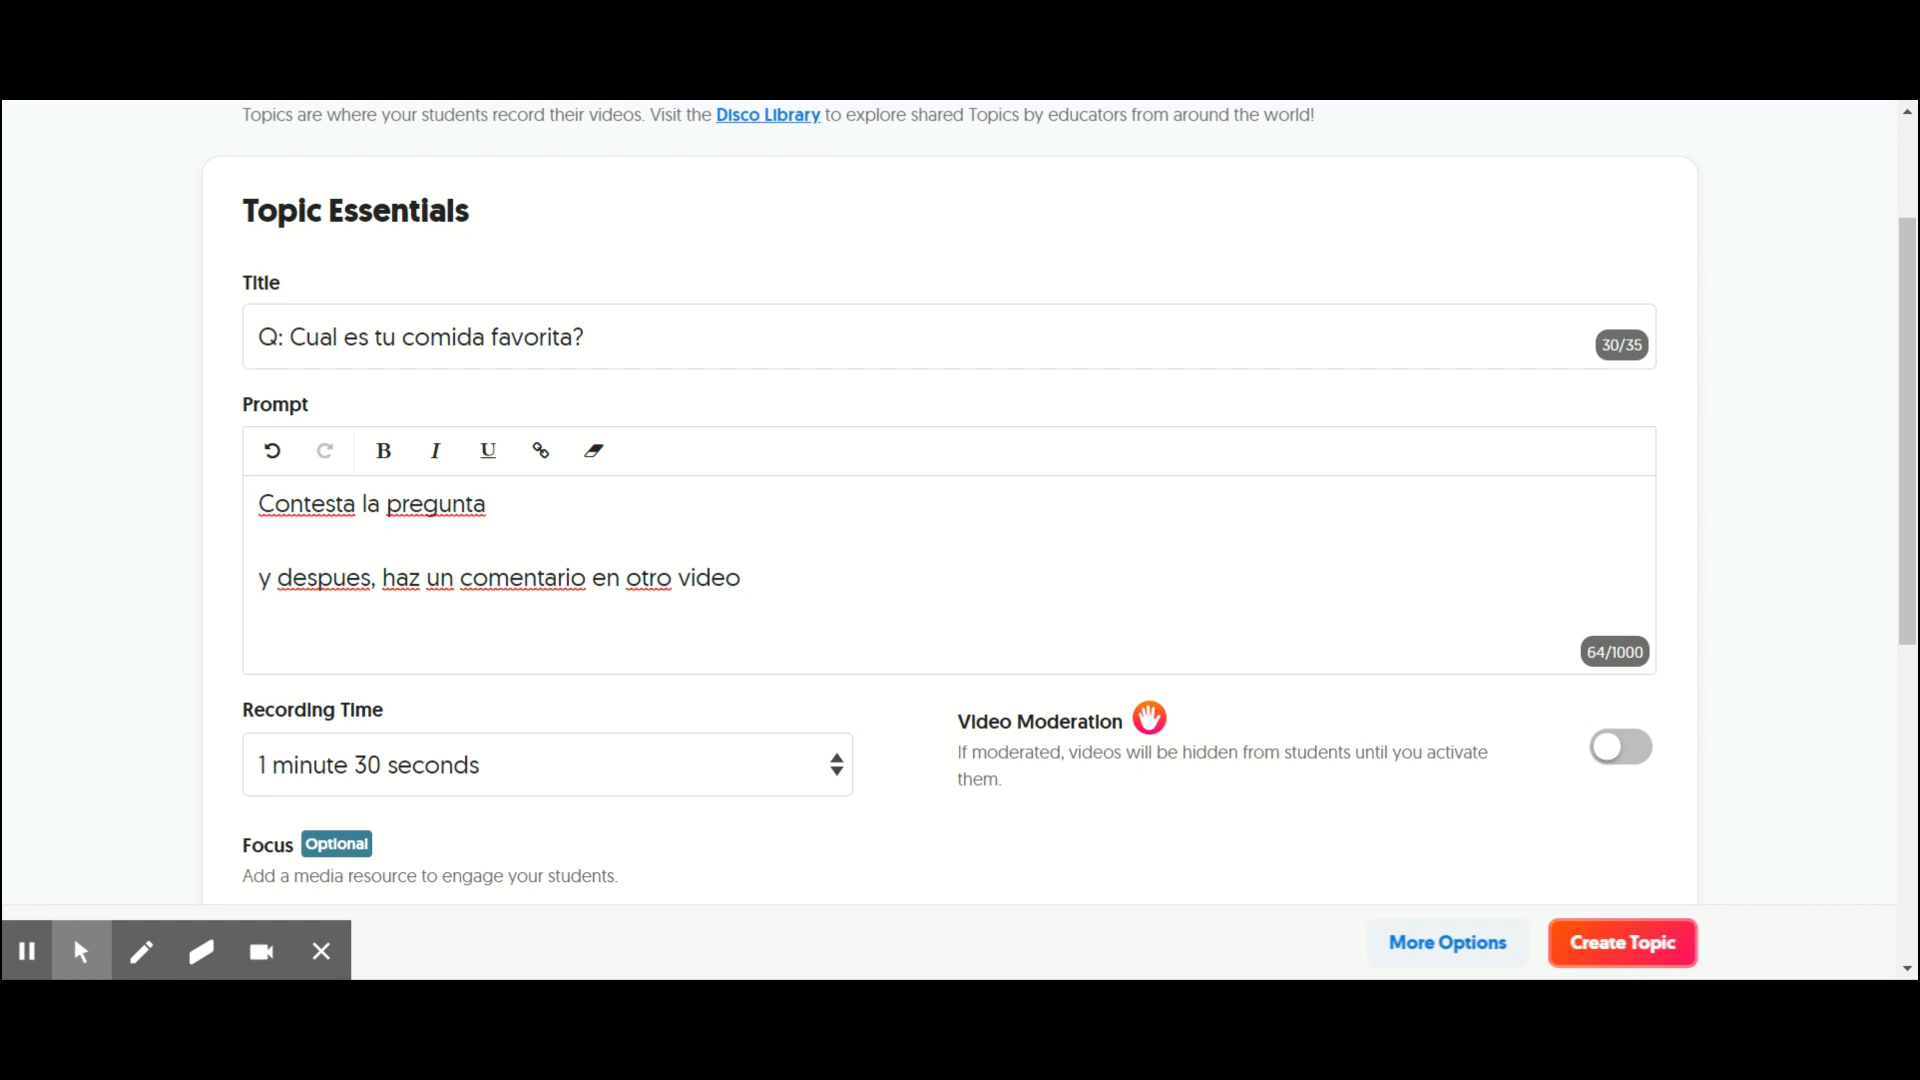 Topics are where your students record their videos. Visit the Disco Library to explore shared Topics by educators from around the world!
Topic Essentials
Title
Q: Cual es tu comida favorita?
30/35
Prompt
B I U
Contesta la pregunta
y despues, haz un comentario en otro video
64/1000
Recording Time
1 minute 30 seconds
Video Moderation
If moderated, videos will be hidden from students until you activate
them.
Focus Optional
Add a media resource to engage your students.
More Options
Create Topic